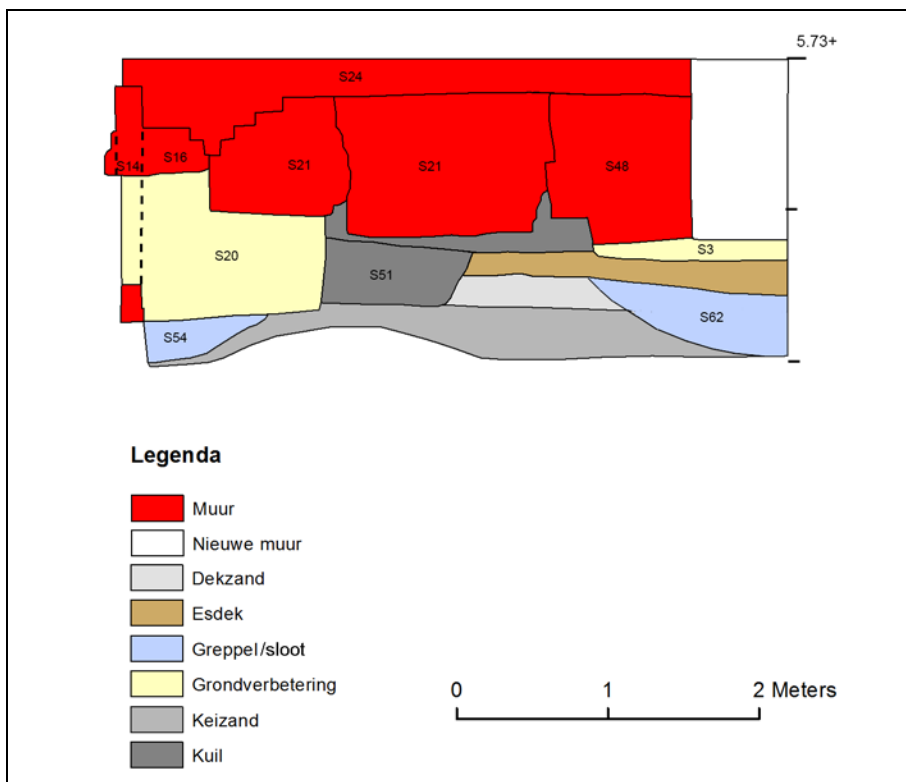 5.73+
S24
S14
S16
S21
S21
S48
S20
S3
S51
S54
S62
Legenda
Muur
Nieuwe muur
Dekzand
Esdek
Greppel/sloot
Grondverbetering
Keizand
Kuil
0 1 2 Meters